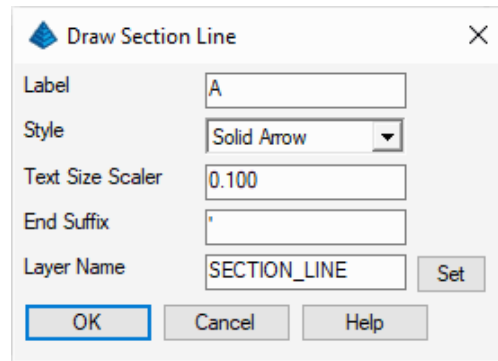 Draw Section Line
Label A
Style Solid Arrow
Text Size Scaler 0.100
End Suffix '
Layer Name SECTION_LINE Set
OK Cancel Help